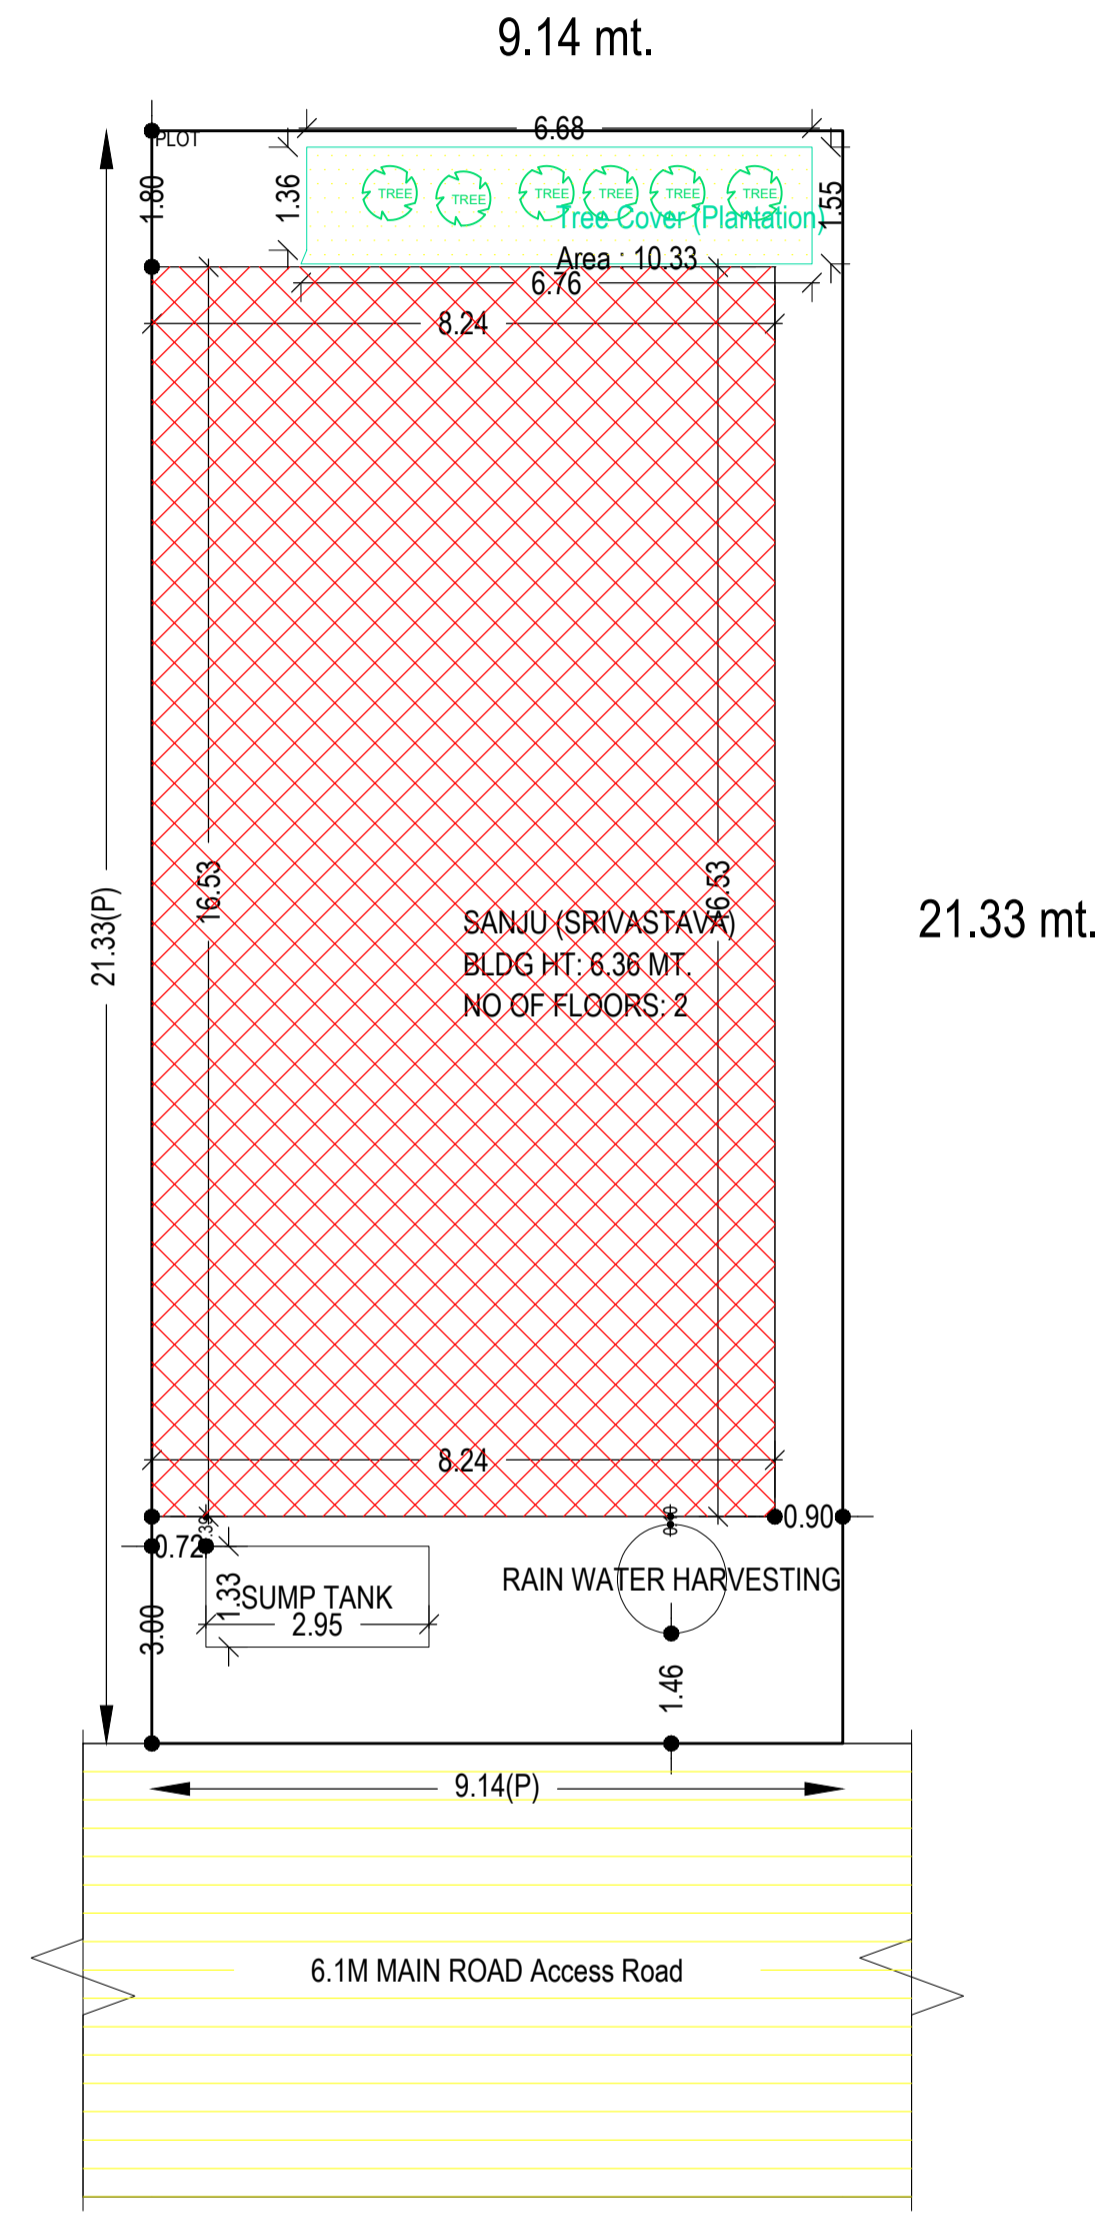 9.14 mt.
6.68
PLOT
1.80
1.36
TREE
TREE
TREE
TREE
TREE
TREE
1.55
Tree Cover (Plantation)
Area : 10.33
6.76
8.24
16.53
16.53
21.33(P)
21.33 mt.
SANJU (SRIVASTAVA)
BLDG HT: 6.36 MT.
NO OF FLOORS: 2
8.24
0.90
0.72
RAIN WATER HARVESTING
1.33
SUMP TANK
2.95
3.00
1.46
9.14(P)
6.1M MAIN ROAD Access Road